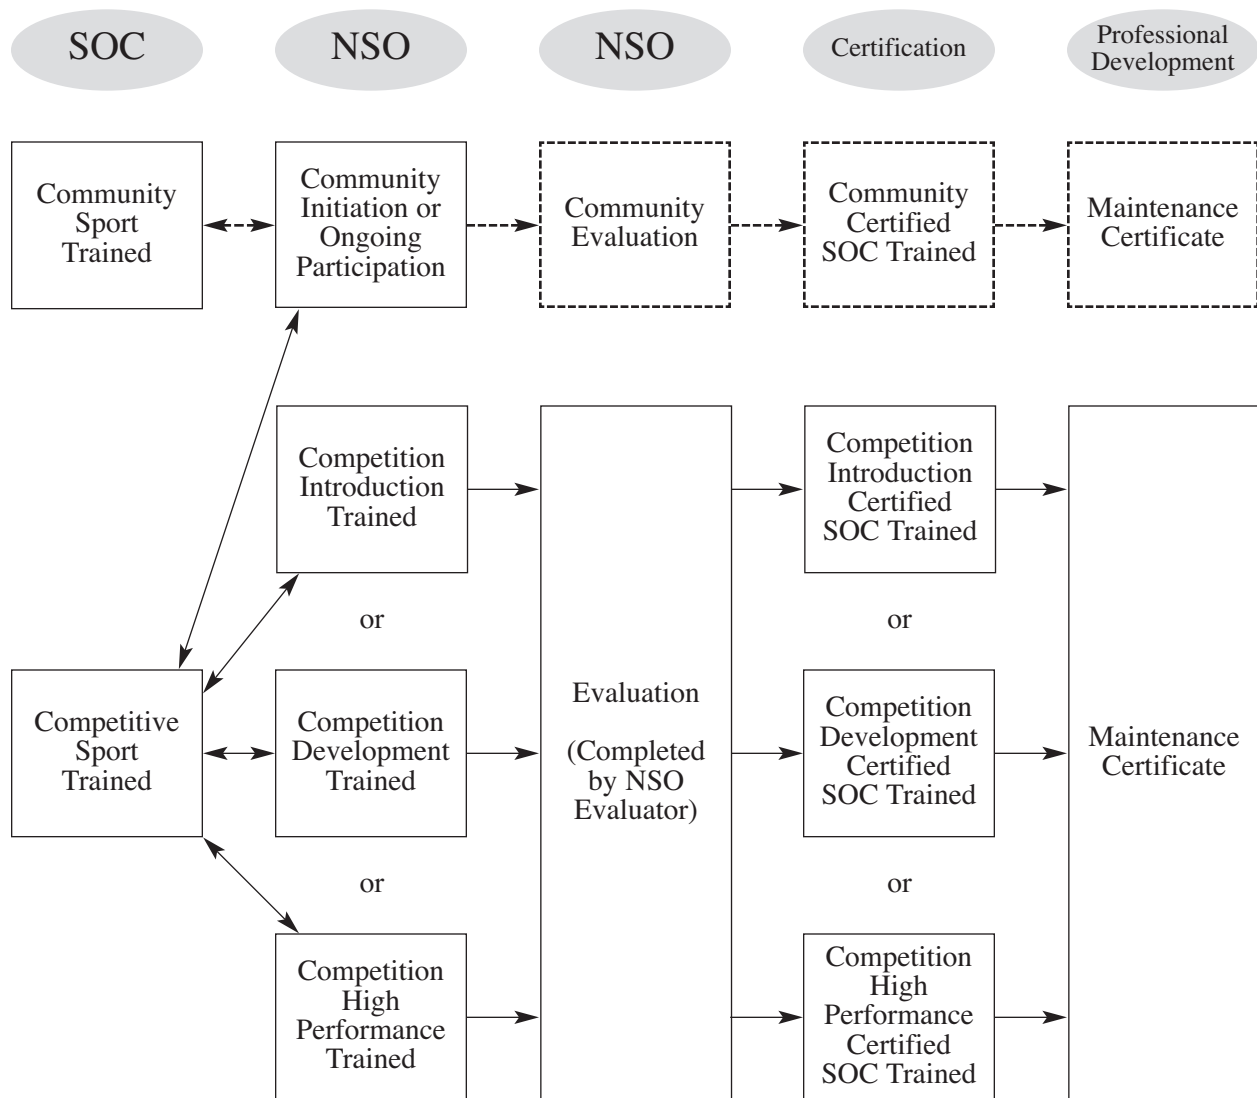 SOC
NSO
NSO
Certification
Professional
Development
Community
Sport
Trained
Community
Initiation or
Ongoing
Participation
Community
Evaluation
Community
Certified
SOC Trained
Maintenance
Certificate
Competition
Introduction
Trained
Competition
Introduction
Certified
SOC Trained
or
or
Competitive
Sport
Trained
Competition
Development
Trained
Evaluation
(Completed
by NSO
Evaluator)
Competition
Development
Certified
SOC Trained
Maintenance
Certificate
or
or
Competition
High
Performance
Trained
Competition
High
Performance
Certified
SOC Trained